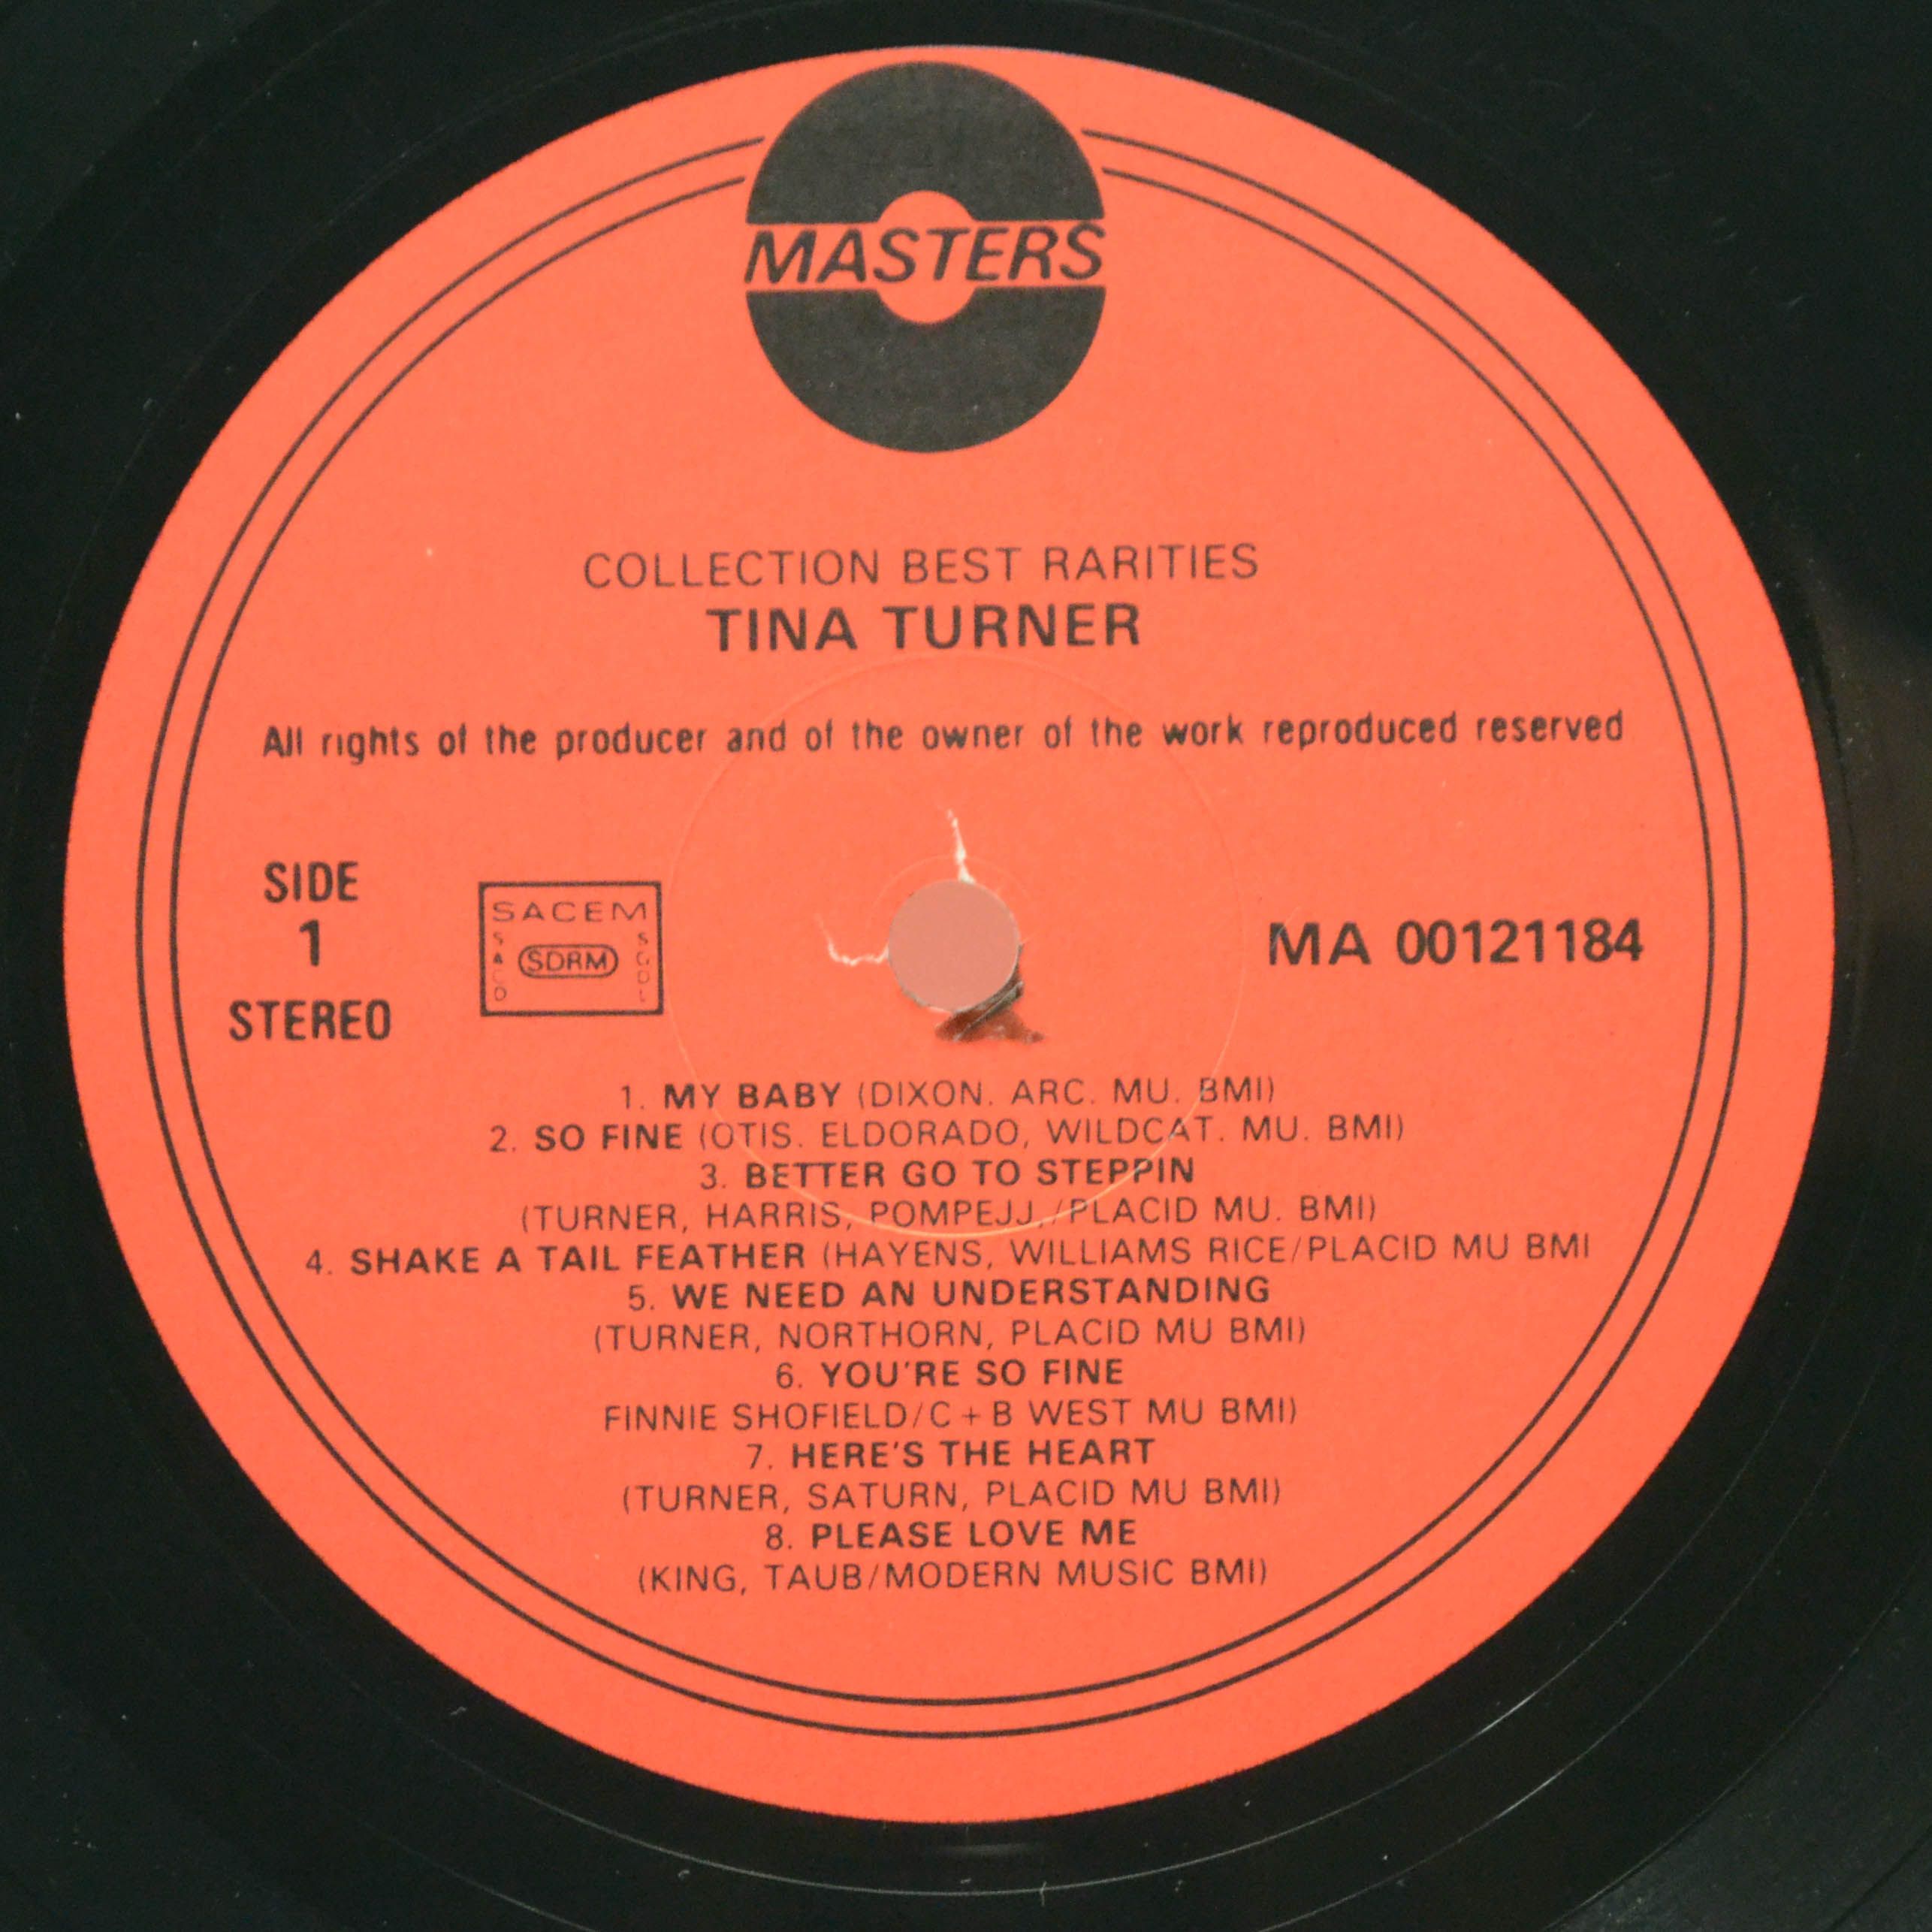 MASTERS
COLLECTION BEST RARITIES
TINA TURNER
All rights of the producer and of the owner of the work reproduced reserved
SIDE
1
STEREO
SACEM
SACD
SDRM
SGDL
MA 00121184
1. MY BABY (DIXON. ARC. MU. BMI)
2. SO FINE (OTIS. ELDORADO, WILDCAT. MU. BMI)
3. BETTER GO TO STEPPIN
(TURNER, HARRIS, POMPEJJ,/PLACID MU. BMI)
4. SHAKE A TAIL FEATHER (HAYENS, WILLIAMS RICE/PLACID MU BMI
5. WE NEED AN UNDERSTANDING
(TURNER, NORTHORN, PLACID MU BMI)
6. YOU'RE SO FINE
FINNIE SHOFIELD/C + B WEST MU BMI)
7. HERE'S THE HEART
(TURNER, SATURN, PLACID MU BMI)
8. PLEASE LOVE ME
(KING, TAUB/MODERN MUSIC BMI)